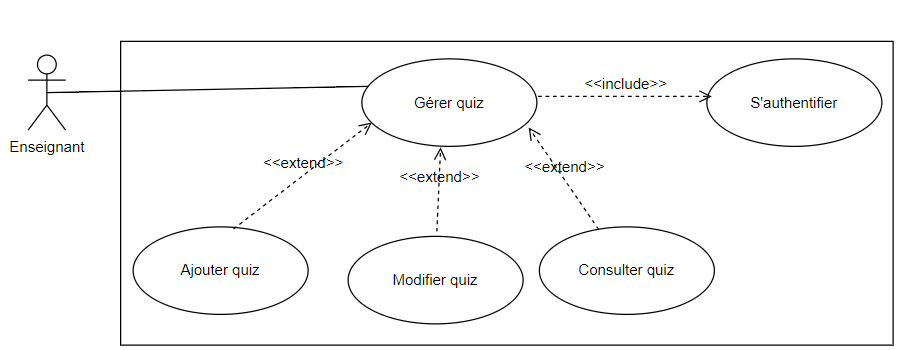 <<include>>
Gérer quiz
S'authentifier
Enseignant
<<extend>>
<<extend>>
<<extend>>
Ajouter quiz
Modifier quiz
Consulter quiz